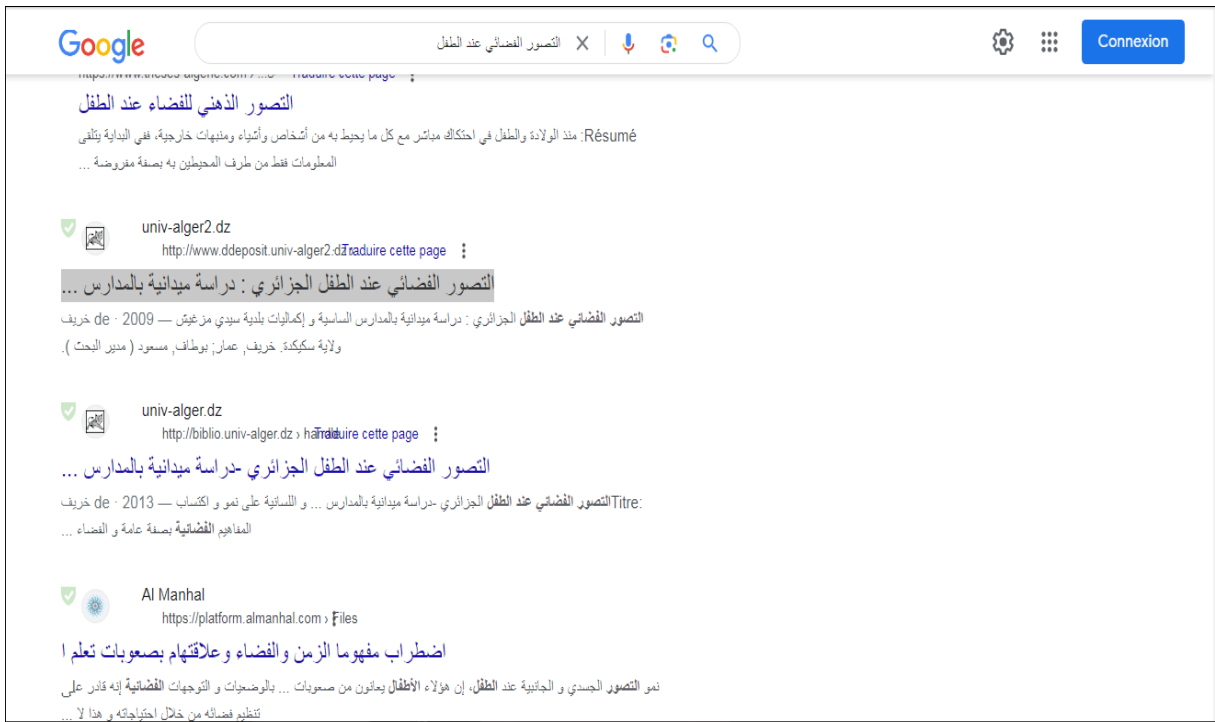 Google
التصور الفضائي عند الطفل
Connexion
التصور الذهني للفضاء عند الطفل
Résumé: منذ الولادة والطفل في احتكاك مباشر مع كل ما يحيط به من أشخاص وأشياء ومنبهات خارجية، ففي البداية يتلقى
المعلومات فقط من طرف المحيطين به بصفة مفروضة ...
univ-alger2.dz
http://www.ddeposit.univ-alger2.dz Traduire cette page
التصور الفضائي عند الطفل الجزائري : دراسة ميدانية بالمدارس ...
التصور الفضائي عند الطفل الجزائري : دراسة ميدانية بالمدارس الساسية و إكماليات بلدية سيدي مزغيش — 2009 · de خريف
ولاية سكيكدة. خريف, عمار; بوطاف, مسعود ( مدير البحث ).
univ-alger.dz
http://biblio.univ-alger.dz › Traduire cette page
التصور الفضائي عند الطفل الجزائري -دراسة ميدانية بالمدارس ...
Titre: التصور الفضائي عند الطفل الجزائري -دراسة ميدانية بالمدارس ... و اللسانية على نمو و اكتساب — 2013 · de خريف
المفاهيم الفضائية بصفة عامة و الفضاء ...
Al Manhal
https://platform.almanhal.com › Files
اضطراب مفهوما الزمن والفضاء وعلاقتهام بصعوبات تعلم ا
نمو التصور الجسدي و الجانبية عند الطفل، إن هؤلاء الأطفال يعانون من صعوبات ... بالوضعيات و التوجهات الفضائية إنه قادر على
تنظيم فضائه من خلال احتياجاته و هذا لا ...